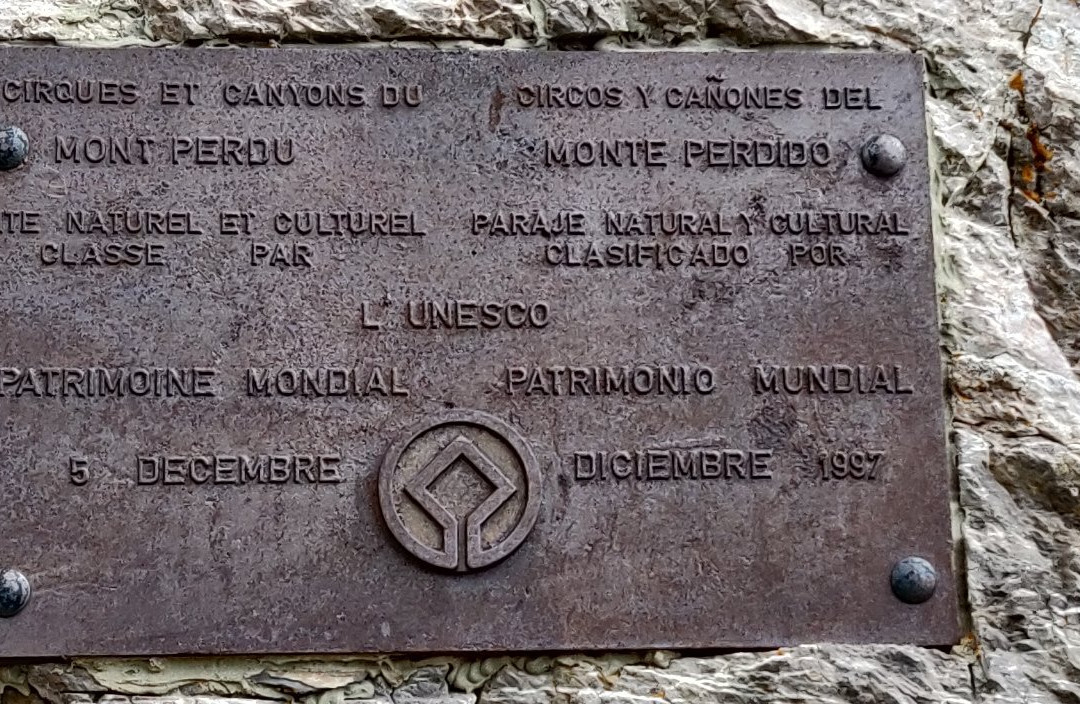 CIRQUES ET CANYONS DU
MONT PERDU
NATUREL ET CULTUREL
CLASSE PAR
CIRCOS Y CAÑONES DEL
MONTE PERDIDO
PARAJE NATURAL Y CULTURAL
CLASIFICADO POR
L' UNESCO
PATRIMOINE MONDIAL
PATRIMONIO MUNDIAL
5 DECEMBRE
DICIEMBRE 1997